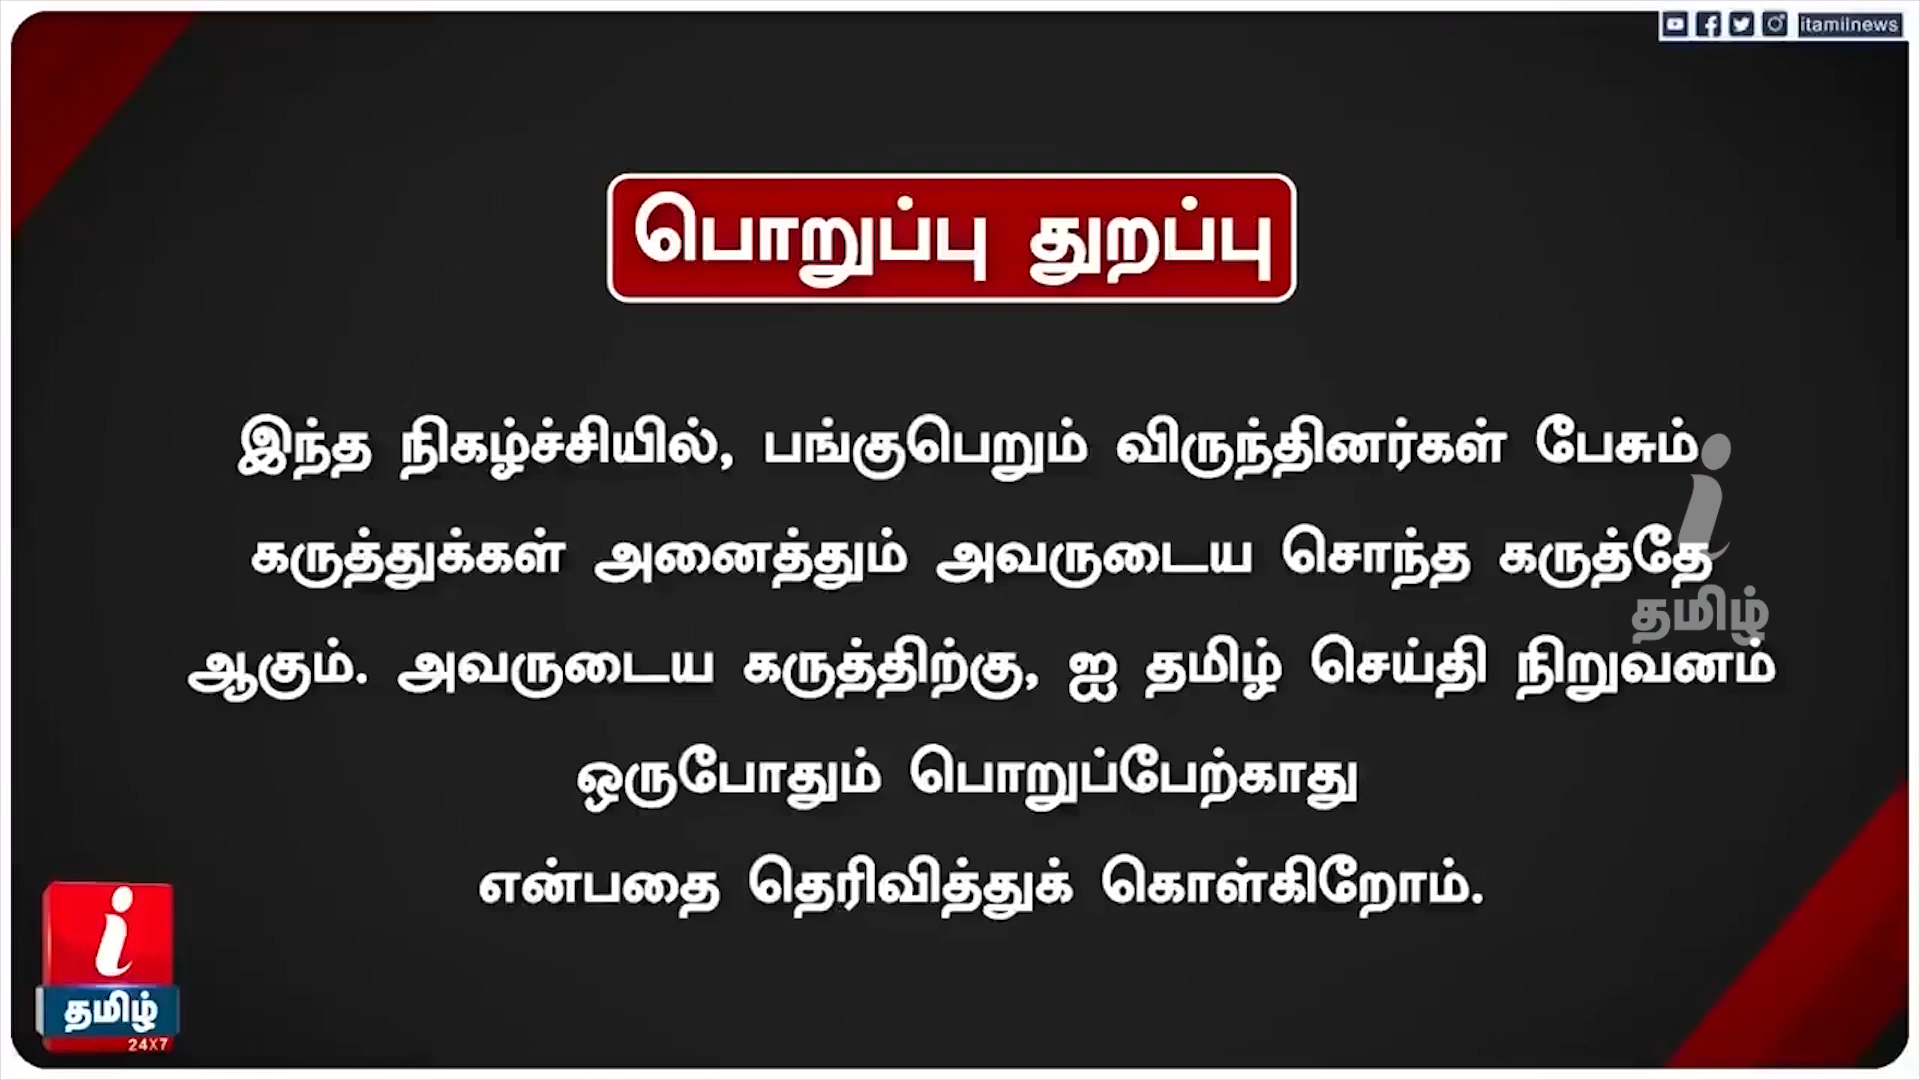 itamilnews
பொறுப்பு துறப்பு
இந்த நிகழ்ச்சியில், பங்குபெறும் விருந்தினர்கள் பேசும்
கருத்துக்கள் அனைத்தும் அவருடைய சொந்த கருத்தே
i
தமிழ்
ஆகும். அவருடைய கருத்திற்கு, ஐ தமிழ் செய்தி நிறுவனம்
ஒருபோதும் பொறுப்பேற்காது
என்பதை தெரிவித்துக் கொள்கிறோம்.
i
தமிழ்
24X7